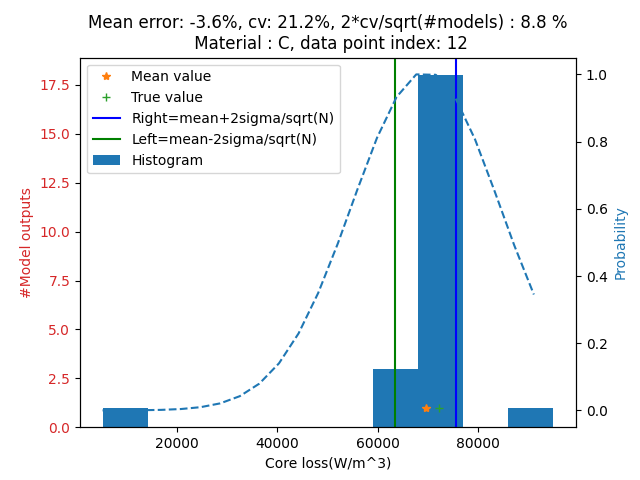 Mean error: -3.6%, cv: 21.2%, 2*cv/sqrt(#models) : 8.8 %
Material : C, data point index: 12
Mean value
True value
Right=mean+2sigma/sqrt(N)
Left=mean-2sigma/sqrt(N)
Histogram
17.5
15.0
12.5
10.0
7.5
5.0
2.5
0.0
#Model outputs
1.0
0.8
0.6
0.4
0.2
0.0
Probability
20000 40000 60000 80000
Core loss(W/m^3)